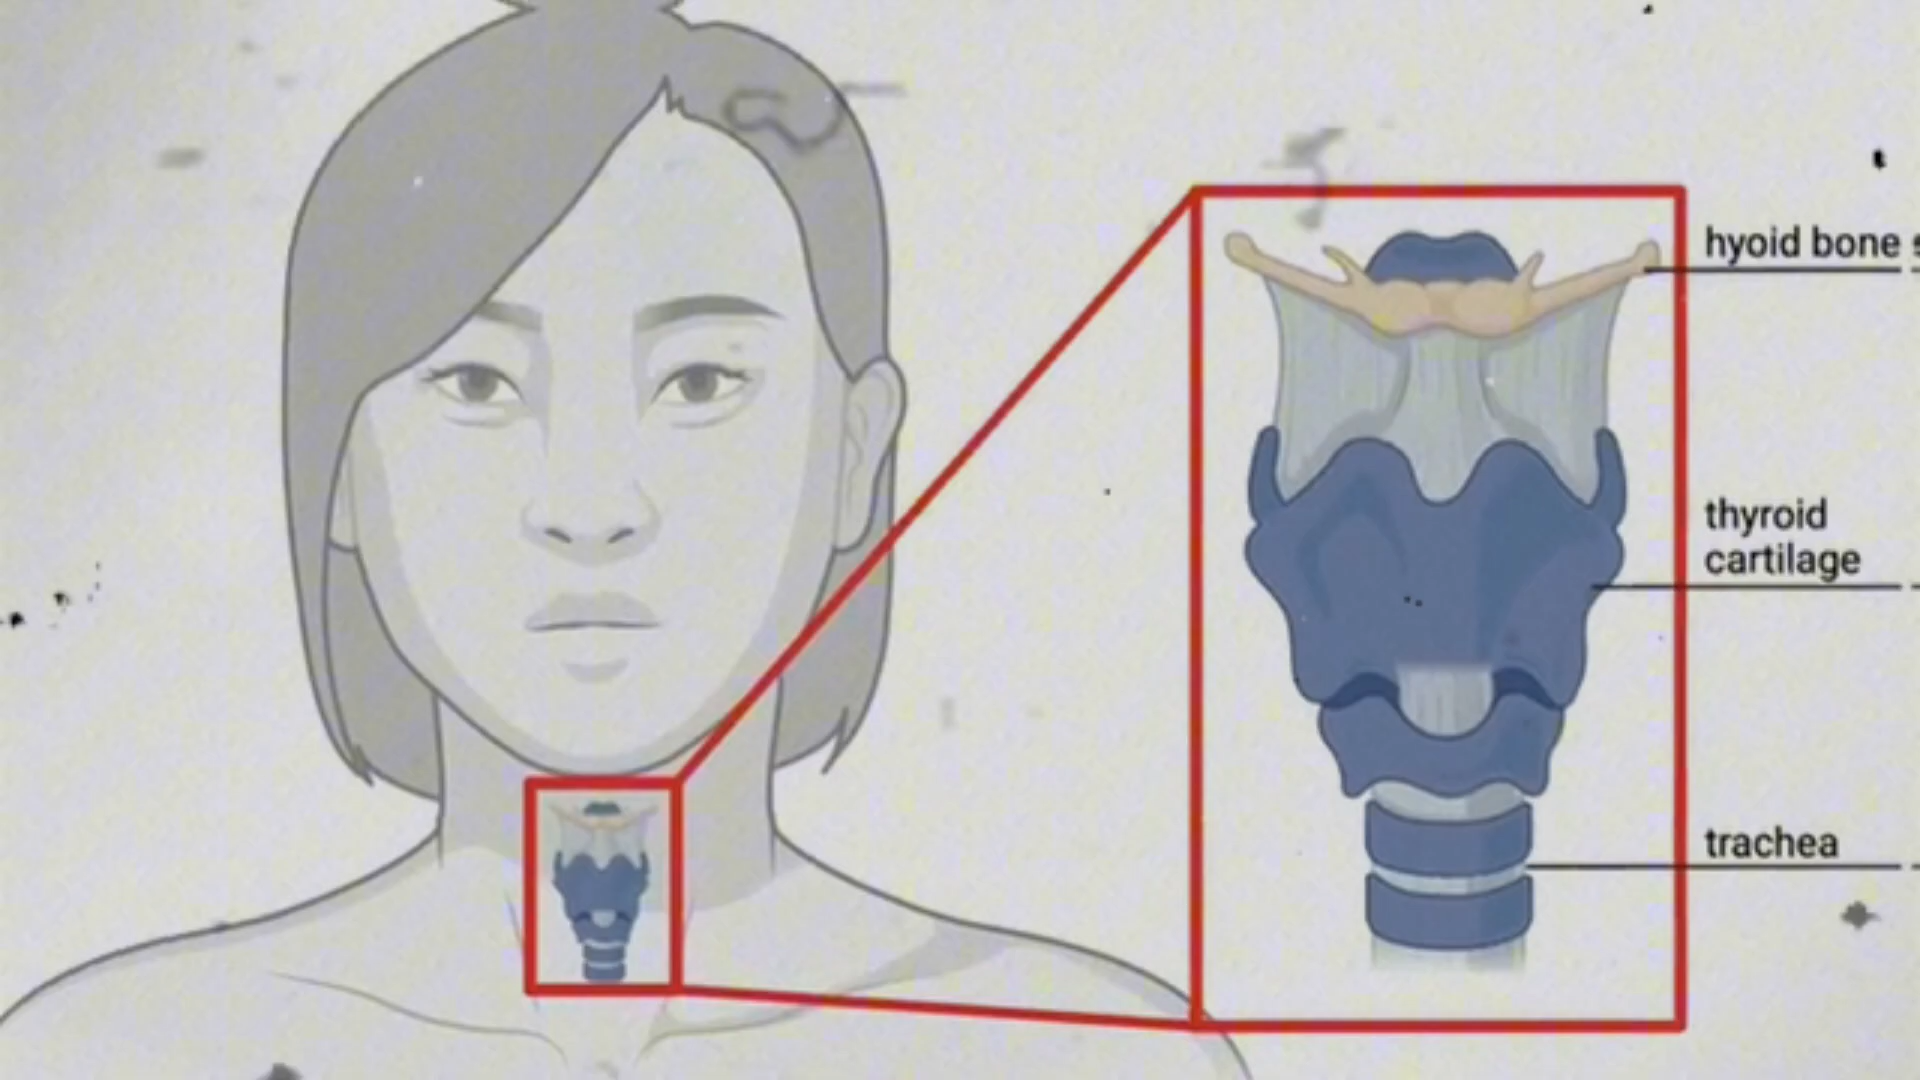 hyoid bone
thyroid
cartilage
trachea